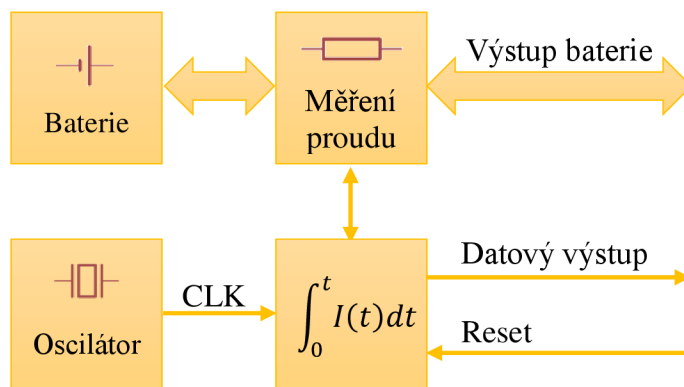 Baterie
Měření
proudu
Výstup baterie
Oscilátor
CLK
∫₀ᵗ I(t)dt
Datový výstup
Reset